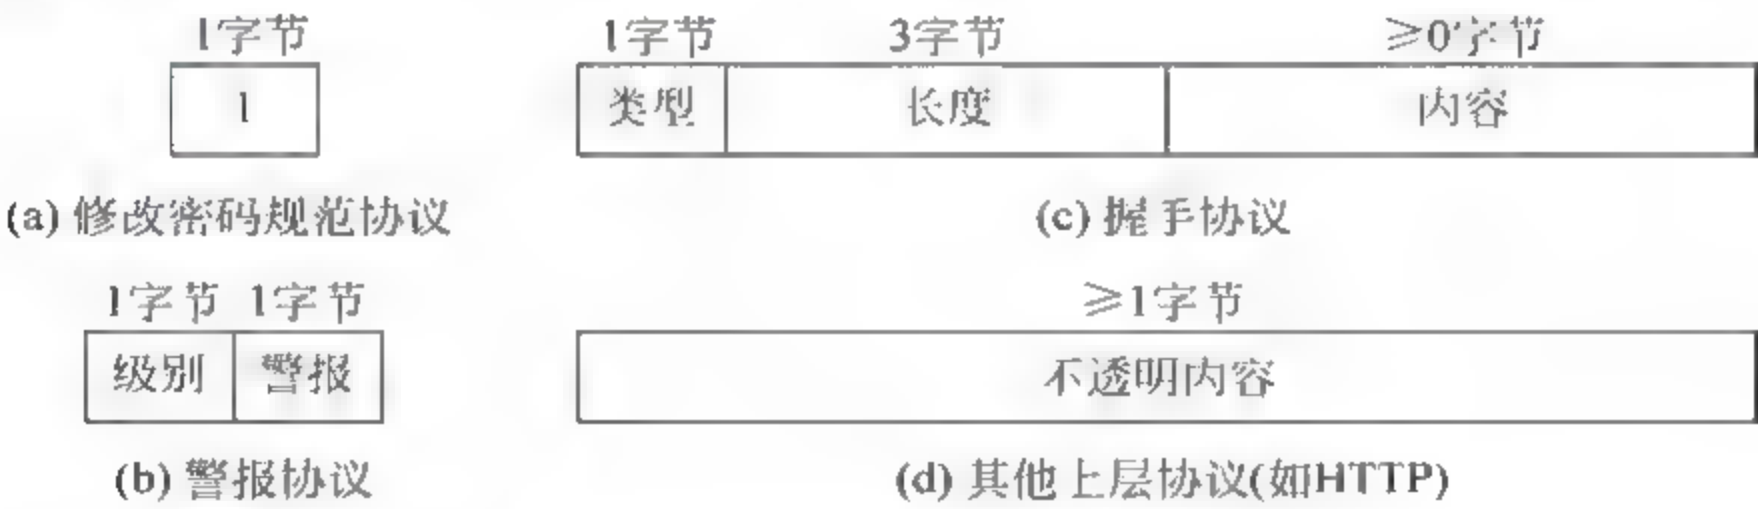 1字节
1
(a) 修改密码规范协议
1字节 3字节 ≥0字节
类型 长度 内容
(c) 握手协议
1字节 1字节
级别 警报
(b) 警报协议
≥1字节
不透明内容
(d) 其他上层协议(如HTTP)